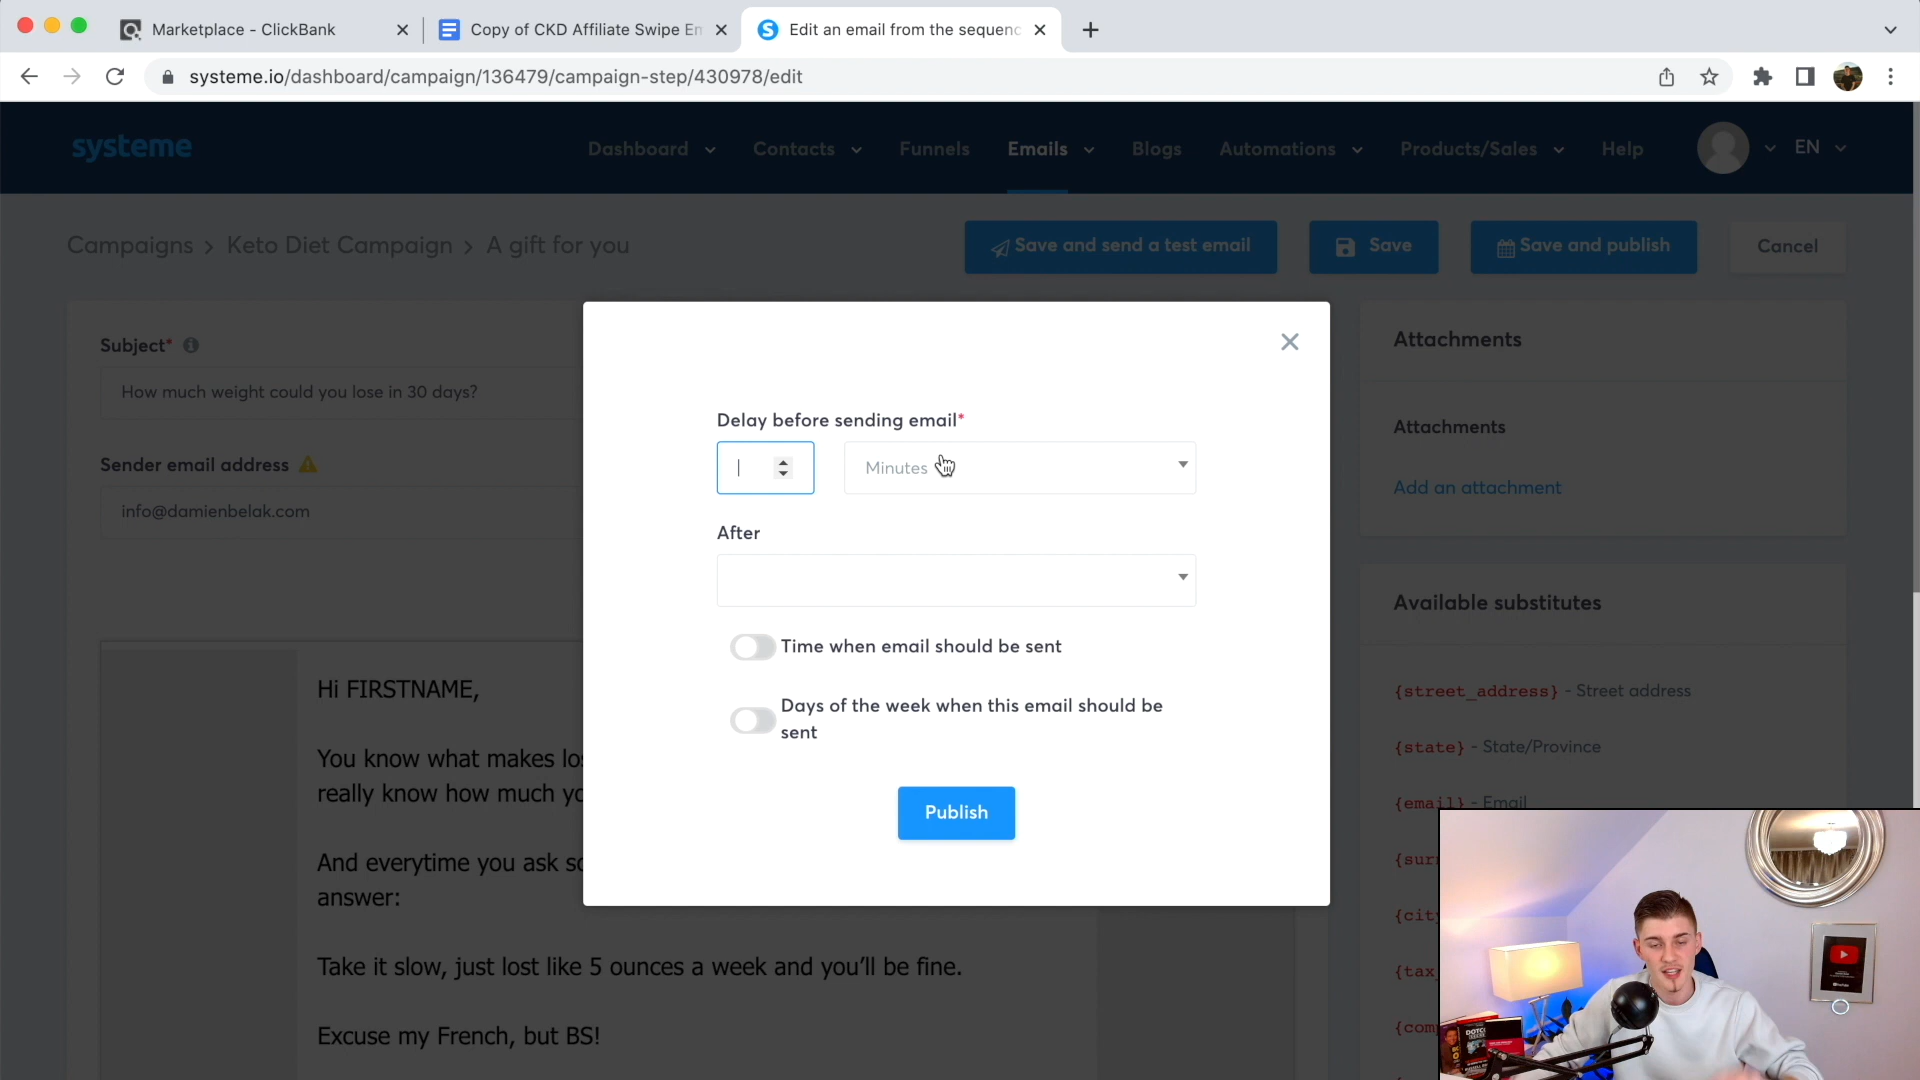 Marketplace - ClickBank
Copy of CKD Affiliate Swipe Em
Edit an email from the sequenc
systeme.io/dashboard/campaign/136479/campaign-step/430978/edit
systeme
Dashboard
Contacts
Funnels
Emails
Blogs
Automations
Products/Sales
Help
EN
Campaigns > Keto Diet Campaign > A gift for you
Save and send a test email
Save
Save and publish
Cancel
Subject*
How much weight could you lose in 30 days?
Sender email address
info@damienbelak.com
Hi FIRSTNAME,
You know what makes los
really know how much yo
And everytime you ask so
answer:
Take it slow, just lost like 5 ounces a week and you'll be fine.
Excuse my French, but BS!
Delay before sending email*
Minutes
After
Time when email should be sent
Days of the week when this email should be
sent
Publish
Attachments
Attachments
Add an attachment
Available substitutes
{street_address} - Street address
{state} - State/Province
{email} - Email
{surn
{city
{tax_
{comp